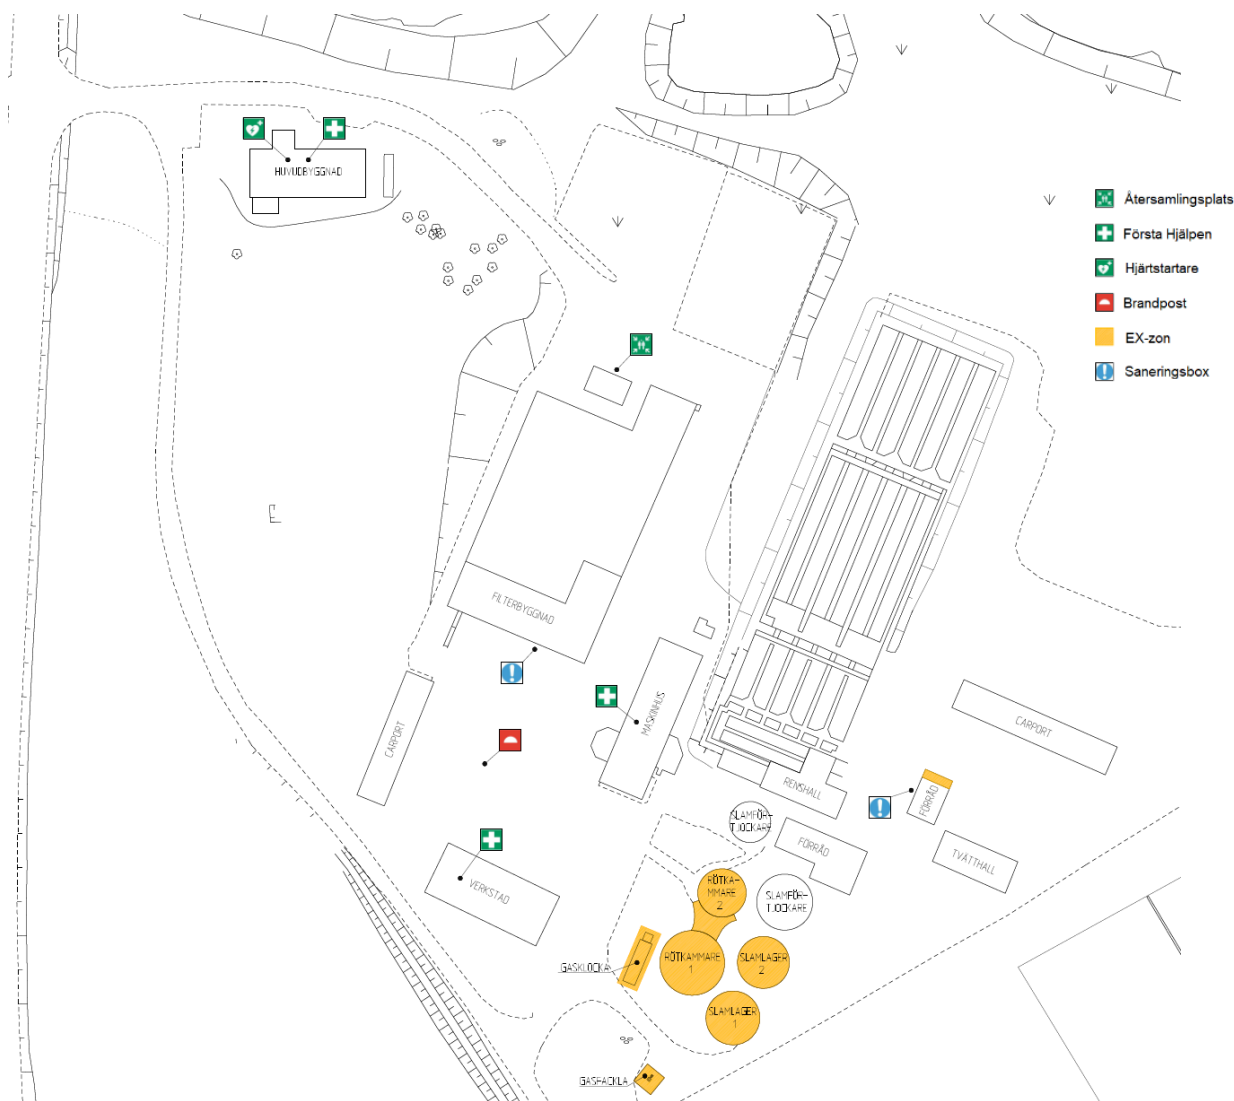 HUVUDBYGGNAD
Återsamlingsplats
Första Hjälpen
Hjärtstartare
Brandpost
EX-zon
Saneringsbox
FILTERBYGGNAD
MASKINHUS
CARPORT
CARPORT
RENSHALL
FÖRRÅD
SLAMFÖR-
TJOCKARE
FÖRRÅD
TVÄTTHALL
VERKSTAD
RÖTKA-
MMARE
2
SLAMFÖR-
TJOCKARE
GASKLOCKA
RÖTKAMMARE
1
SLAMLAGER
2
SLAMLAGER
1
GASFACKLA